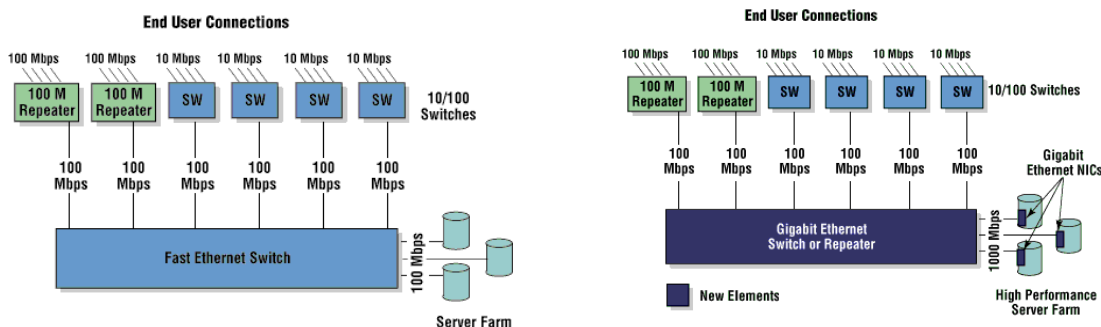 End User Connections
100 Mbps 100 Mbps 10 Mbps 10 Mbps 10 Mbps 10 Mbps
100 M
Repeater
100 M
Repeater
SW
SW
SW
SW
10/100
Switches
100
Mbps
100
Mbps
100
Mbps
100
Mbps
100
Mbps
100
Mbps
Fast Ethernet Switch
100 Mbps
Server Farm
End User Connections
100 Mbps 100 Mbps 10 Mbps 10 Mbps 10 Mbps 10 Mbps
100 M
Repeater
100 M
Repeater
SW
SW
SW
SW
10/100 Switches
100
Mbps
100
Mbps
100
Mbps
100
Mbps
100
Mbps
100
Mbps
Gigabit
Ethernet NICs
Gigabit Ethernet
Switch or Repeater
1000 Mbps
New Elements
High Performance
Server Farm